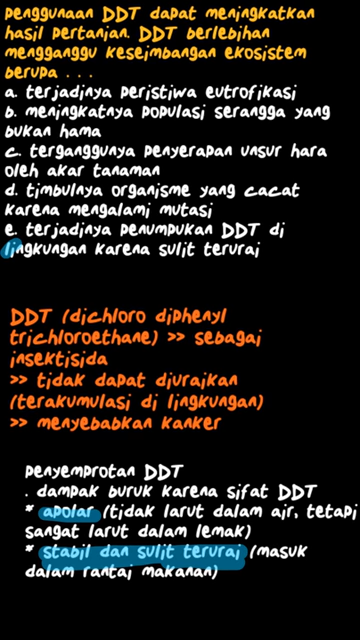 Penggunaan DDT dapat meningkatkan
hasil pertanian. DDT berlebihan
mengganggu keseimbangan ekosistem
berupa . . .
a. terjadinya peristiwa eutrofikasi
b. meningkatnya populasi serangga yang
bukan hama
c. terganggunya penyerapan unsur hara
oleh akar tanaman
d. timbulnya organisme yang cacat
karena mengalami mutasi
e. terjadinya penumpukan DDT di
lingkungan karena sulit terurai
DDT (dichloro diphenyl
trichloroethane) >> sebagai
insektisida
>> tidak dapat diuraikan
(terakumulasi di lingkungan)
>> menyebabkan kanker
Penyemprotan DDT
. dampak buruk karena sifat DDT
* apolar (tidak larut dalam air, tetapi
sangat larut dalam lemak)
* stabil dan sulit terurai (masuk
dalam rantai makanan)